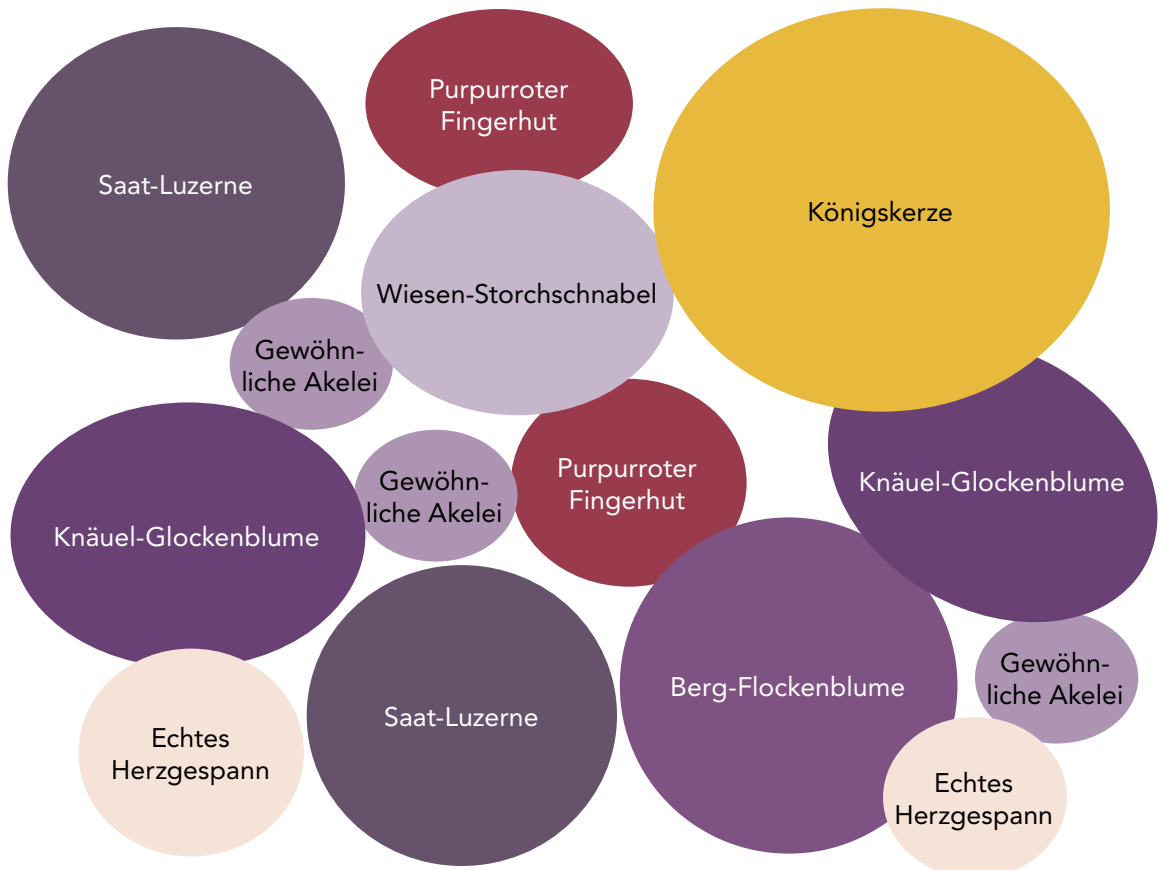 Purpurroter
Fingerhut
Saat-Luzerne
Königskerze
Wiesen-Storchschnabel
Gewöhn-
liche Akelei
Purpurroter
Fingerhut
Gewöhn-
liche Akelei
Knäuel-Glockenblume
Knäuel-Glockenblume
Gewöhn-
liche Akelei
Berg-Flockenblume
Saat-Luzerne
Echtes
Herzgespann
Echtes
Herzgespann